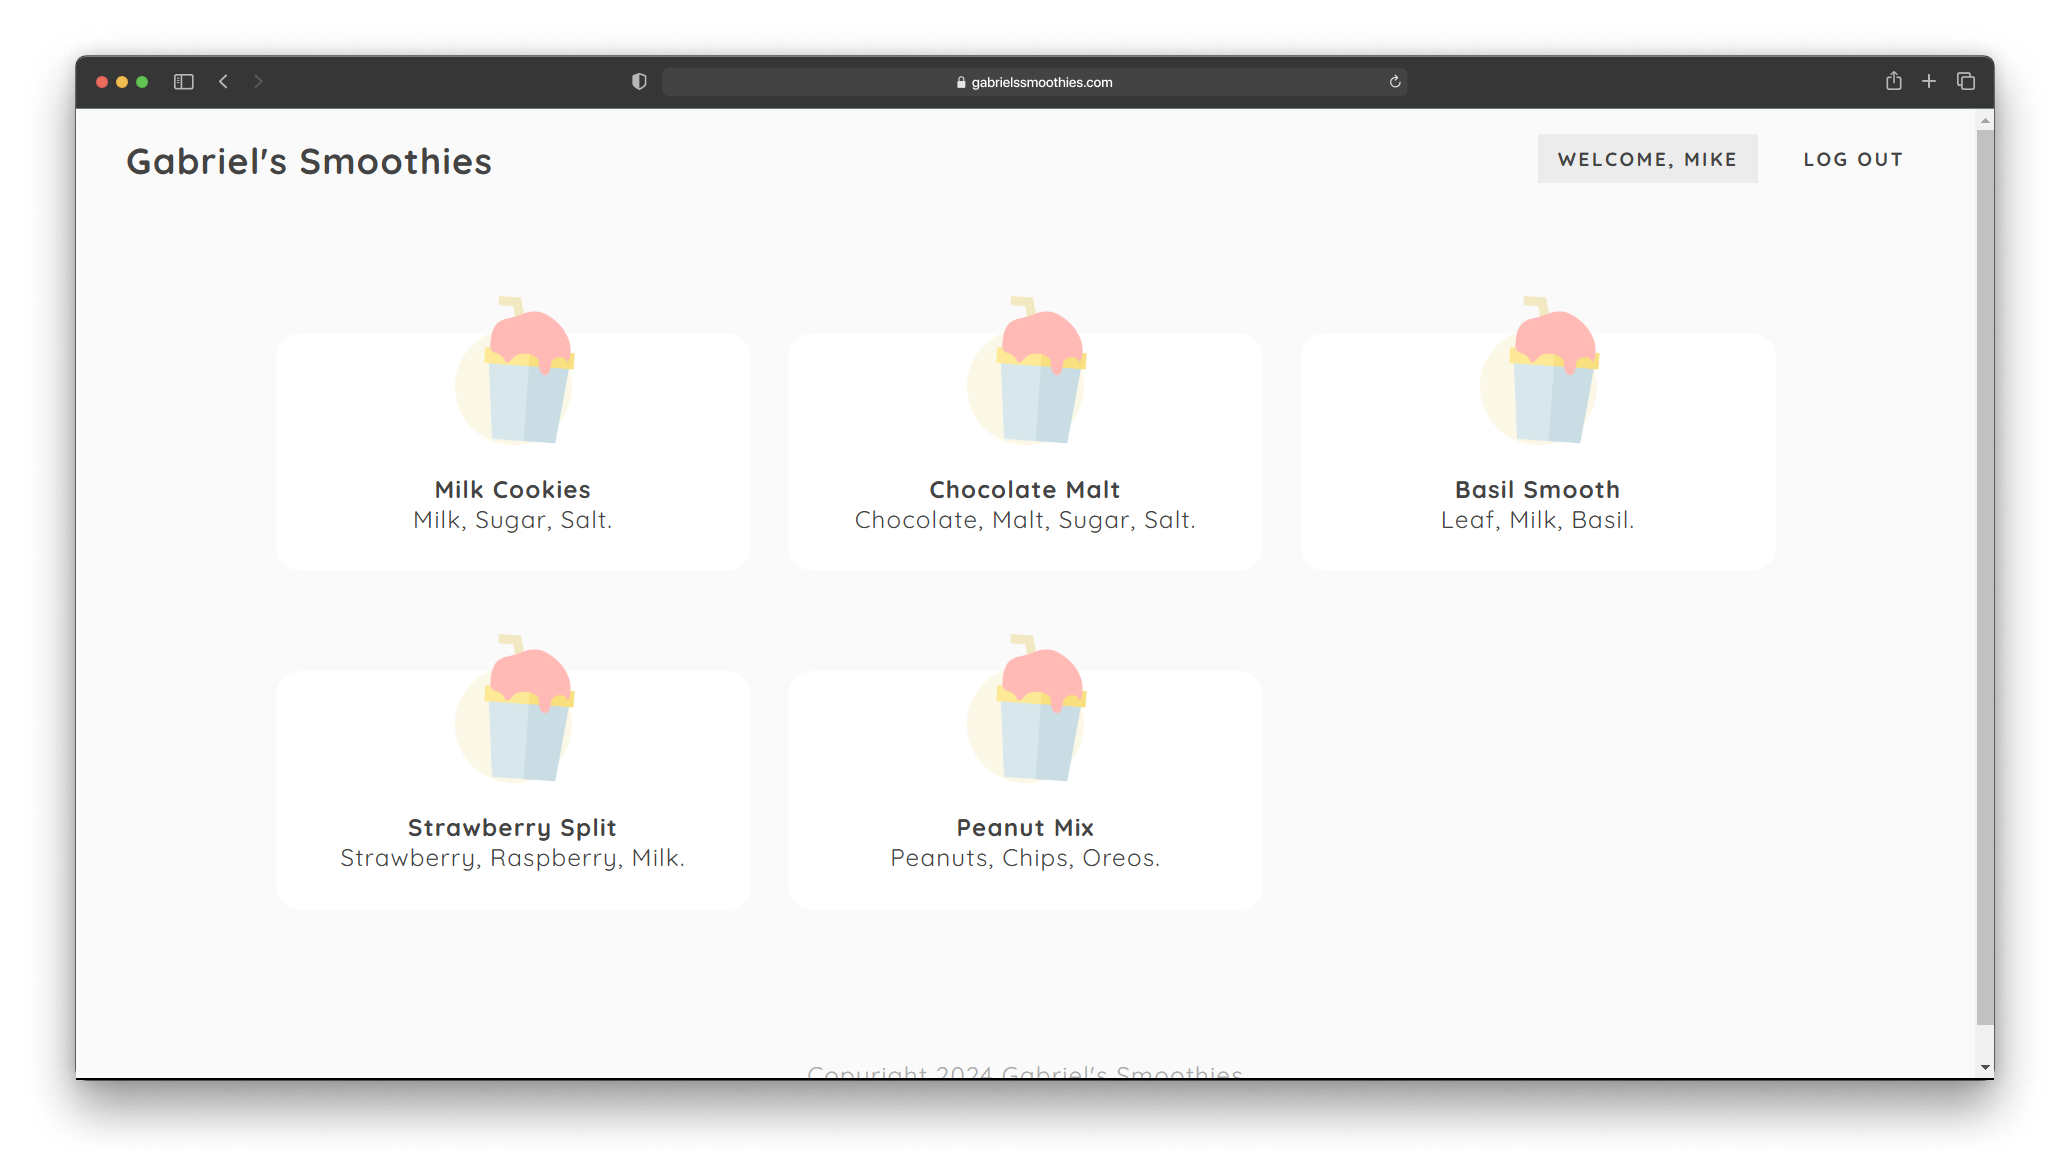 gabrielssmoothies.com
Gabriel's Smoothies
WELCOME, MIKE
LOG OUT
Milk Cookies
Milk, Sugar, Salt.
Chocolate Malt
Chocolate, Malt, Sugar, Salt.
Basil Smooth
Leaf, Milk, Basil.
Strawberry Split
Strawberry, Raspberry, Milk.
Peanut Mix
Peanuts, Chips, Oreos.
Copyright 2024 Gabriel's Smoothies